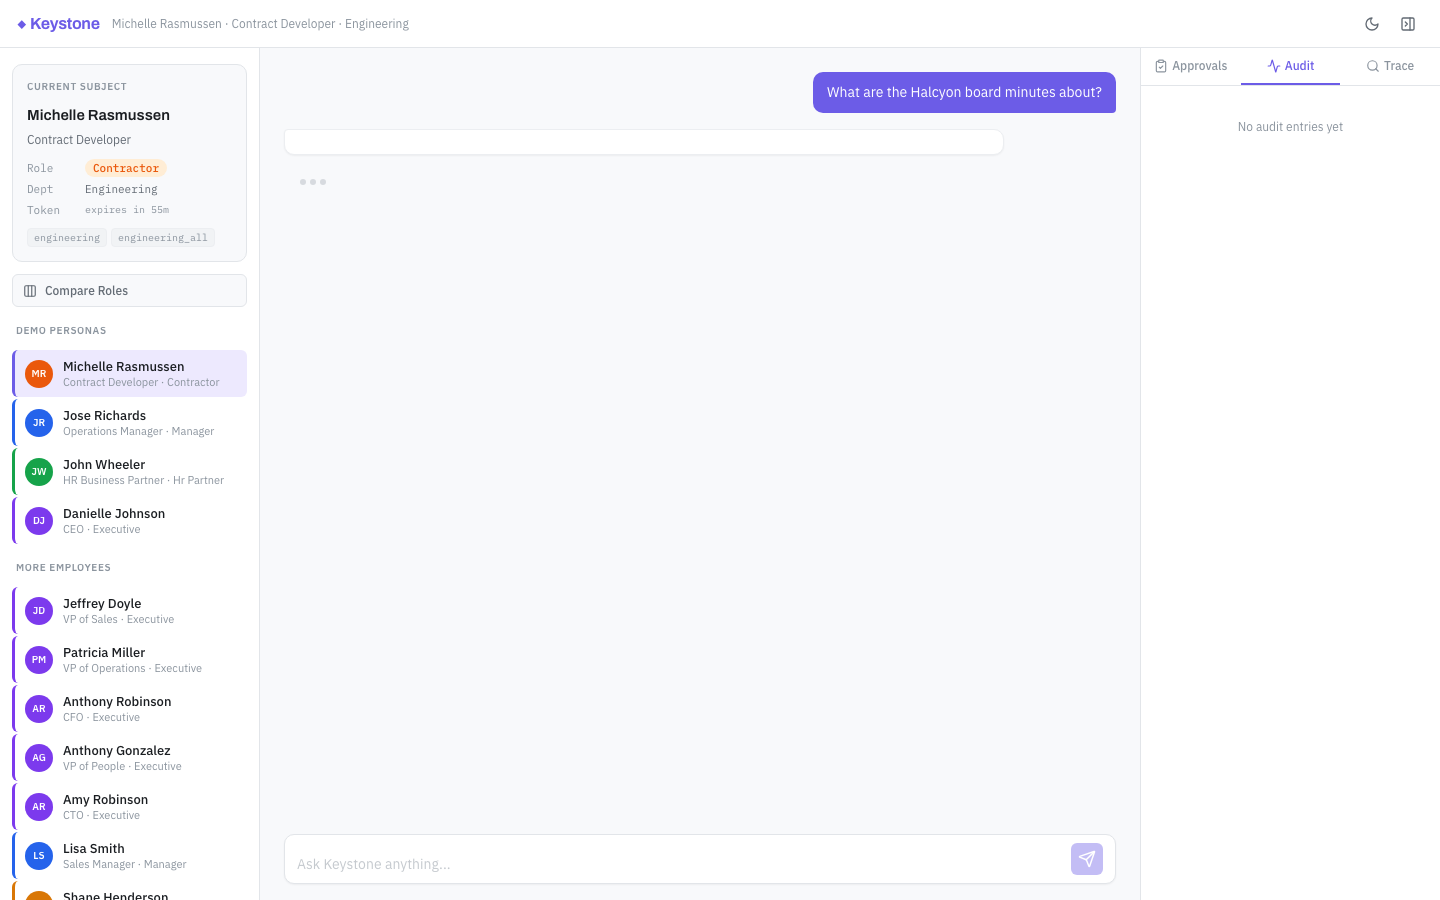 Keystone
Michelle Rasmussen · Contract Developer · Engineering
CURRENT SUBJECT
Michelle Rasmussen
Contract Developer
Role Contractor
Dept Engineering
Token expires in 55m
engineering engineering_all
Compare Roles
DEMO PERSONAS
MR
Michelle Rasmussen
Contract Developer · Contractor
JR
Jose Richards
Operations Manager · Manager
JW
John Wheeler
HR Business Partner · Hr Partner
DJ
Danielle Johnson
CEO · Executive
MORE EMPLOYEES
JD
Jeffrey Doyle
VP of Sales · Executive
PM
Patricia Miller
VP of Operations · Executive
AR
Anthony Robinson
CFO · Executive
AG
Anthony Gonzalez
VP of People · Executive
AR
Amy Robinson
CTO · Executive
LS
Lisa Smith
Sales Manager · Manager
Shane Henderson
What are the Halcyon board minutes about?
Ask Keystone anything...
Approvals Audit Trace
No audit entries yet